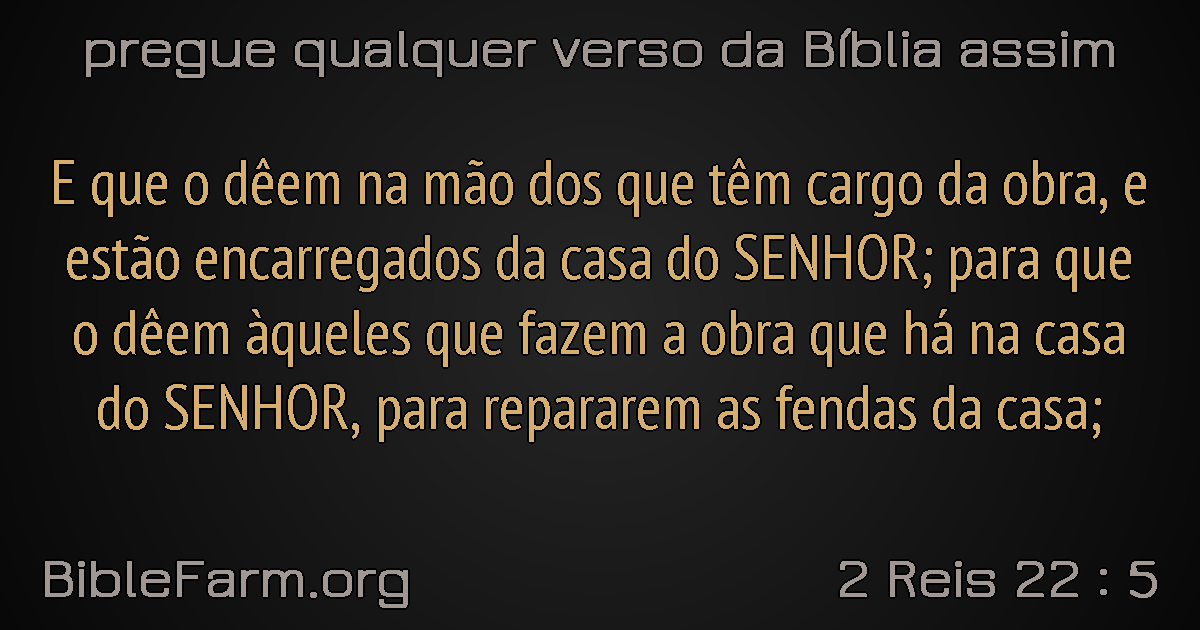 pregue qualquer verso da Bíblia assim
E que o dêem na mão dos que têm cargo da obra, e
estão encarregados da casa do SENHOR; para que
o dêem àqueles que fazem a obra que há na casa
do SENHOR, para repararem as fendas da casa;
BibleFarm.org
2 Reis 22 : 5